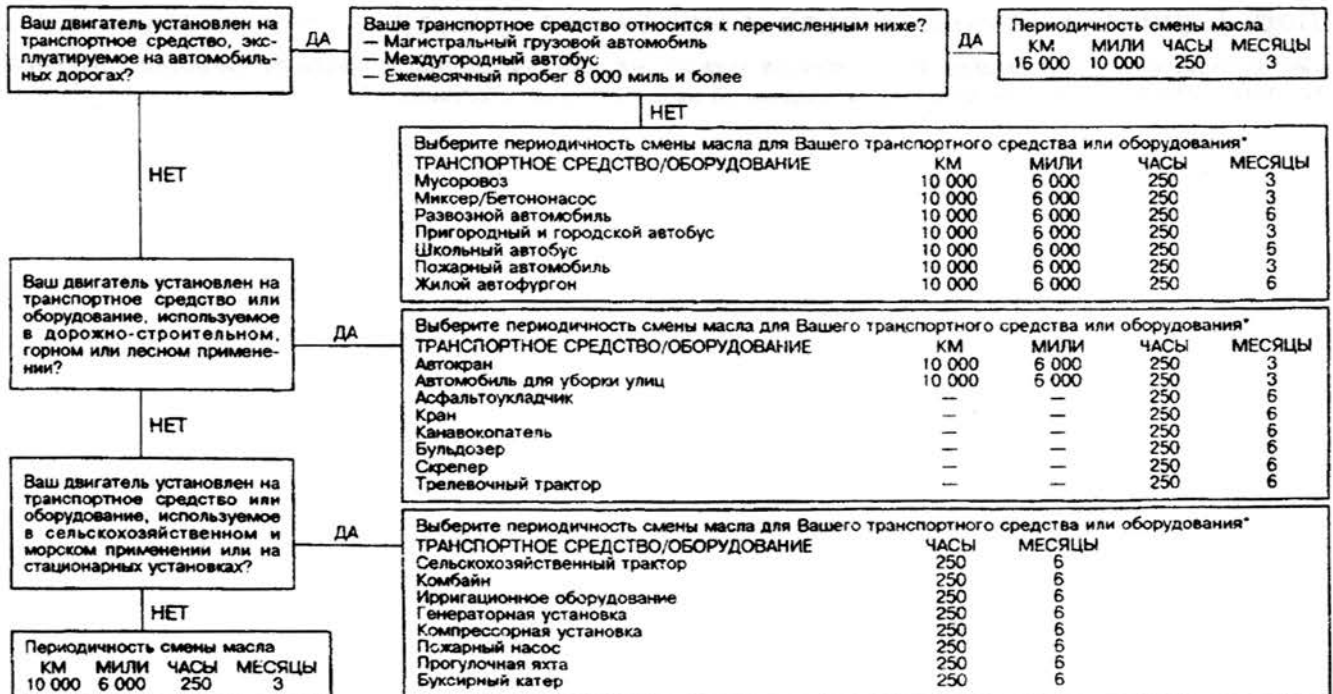 Ваш двигатель установлен на
транспортное средство, экс-
плуатируемое на автомобиль-
ных дорогах?
ДА
Ваше транспортное средство относится к перечисленным ниже?
— Магистральный грузовой автомобиль
— Междугородный автобус
— Ежемесячный пробег 8 000 миль и более
ДА
Периодичность смены масла
КМ МИЛИ ЧАСЫ МЕСЯЦЫ
16 000 10 000 250 3
НЕТ
НЕТ
Выберите периодичность смены масла для Вашего транспортного средства или оборудования*
ТРАНСПОРТНОЕ СРЕДСТВО/ОБОРУДОВАНИЕ КМ МИЛИ ЧАСЫ МЕСЯЦЫ
Мусоровоз 10 000 6 000 250 3
Миксер/Бетононасос 10 000 6 000 250 3
Развозной автомобиль 10 000 6 000 250 6
Пригородный и городской автобус 10 000 6 000 250 3
Школьный автобус 10 000 6 000 250 6
Пожарный автомобиль 10 000 6 000 250 3
Жилой автофургон 10 000 6 000 250 6
Ваш двигатель установлен на
транспортное средство или
оборудование, используемое
в дорожно-строительном,
горном или лесном примене-
нии?
ДА
Выберите периодичность смены масла для Вашего транспортного средства или оборудования*
ТРАНСПОРТНОЕ СРЕДСТВО/ОБОРУДОВАНИЕ КМ МИЛИ ЧАСЫ МЕСЯЦЫ
Автокран 10 000 6 000 250 3
Автомобиль для уборки улиц 10 000 6 000 250 3
Асфальтоукладчик — — 250 6
Кран — — 250 6
Канавокопатель — — 250 6
Бульдозер — — 250 6
Скрепер — — 250 6
Трелевочный трактор — — 250 6
НЕТ
Ваш двигатель установлен на
транспортное средство или
оборудование, используемое
в сельскохозяйственном и
морском применении или на
стационарных установках?
ДА
Выберите периодичность смены масла для Вашего транспортного средства или оборудования*
ТРАНСПОРТНОЕ СРЕДСТВО/ОБОРУДОВАНИЕ ЧАСЫ МЕСЯЦЫ
Сельскохозяйственный трактор 250 6
Комбайн 250 6
Ирригационное оборудование 250 6
Генераторная установка 250 6
Компрессорная установка 250 6
Пожарный насос 250 6
Прогулочная яхта 250 6
Буксирный катер 250 6
НЕТ
Периодичность смены масла
КМ МИЛИ ЧАСЫ МЕСЯЦЫ
10 000 6 000 250 3